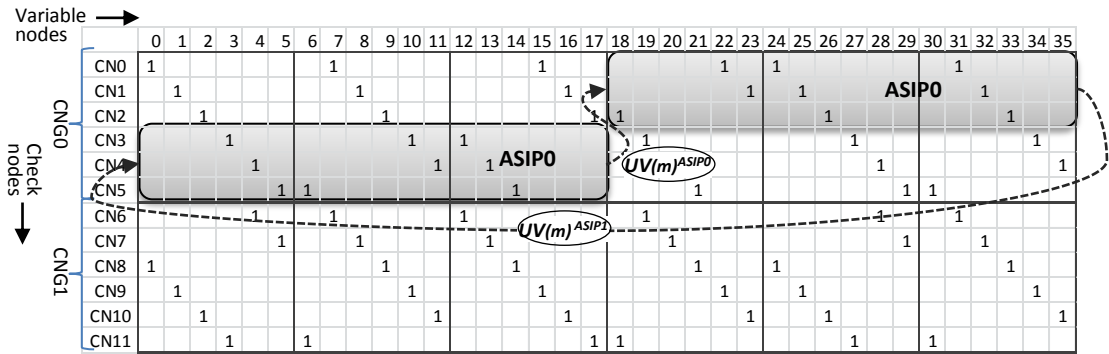 Variable
nodes
0 1 2 3 4 5 6 7 8 9 10 11 12 13 14 15 16 17 18 19 20 21 22 23 24 25 26 27 28 29 30 31 32 33 34 35
CN0 1 1 1 1 1 1
CN1 1 1 1 1 1 ASIP0 1
CN2 1 1 1 1 1 1
CN3 1 1 1 1 1 1
CN4 1 1 1 ASIP0 UV(m)ASIP0 1 1
CN5 1 1 1 1 1 1
CN6 1 1 1 1 1 1
UV(m)ASIP1
CN7 1 1 1 1 1 1
CN8 1 1 1 1 1 1
CN9 1 1 1 1 1 1
CN10 1 1 1 1 1 1
CN11 1 1 1 1 1 1
CNG0
CNG1
Check
nodes